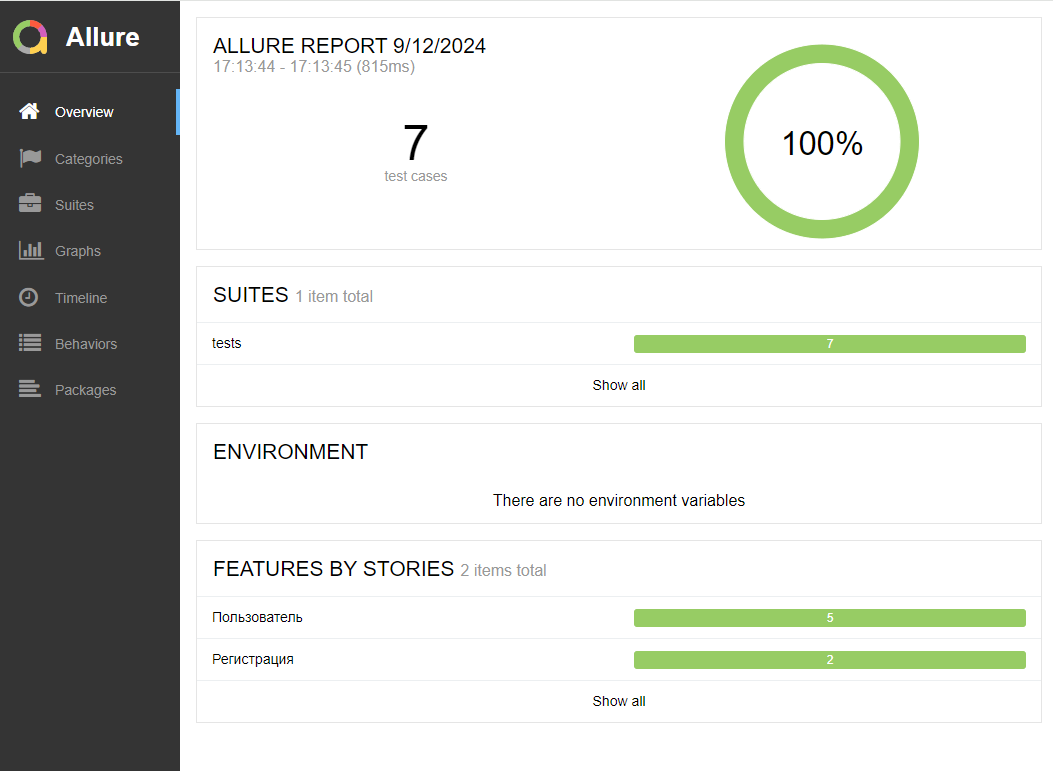 Allure
Overview
Categories
Suites
Graphs
Timeline
Behaviors
Packages
ALLURE REPORT 9/12/2024
17:13:44 - 17:13:45 (815ms)
7
test cases
100%
SUITES 1 item total
tests 7
Show all
ENVIRONMENT
There are no environment variables
FEATURES BY STORIES 2 items total
Пользователь 5
Регистрация 2
Show all